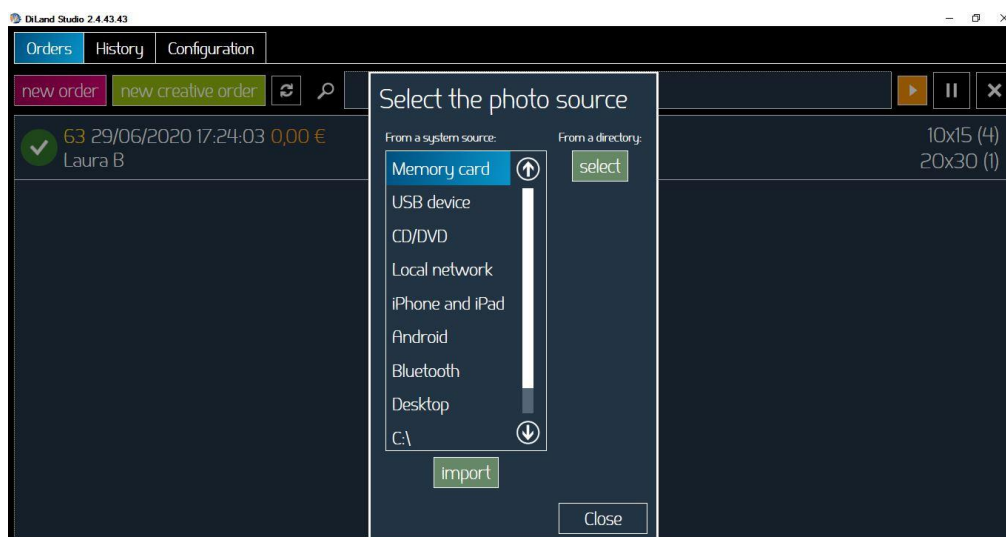 DiLand Studio 2.4.43.43
Orders History Configuration
new order new creative order
Select the photo source
From a system source: From a directory:
Memory card select
USB device
CD/DVD
Local network
iPhone and iPad
Android
Bluetooth
Desktop
C:\
import
Close
63 29/06/2020 17:24:03 0,00 €
Laura B
10x15 (4)
20x30 (1)